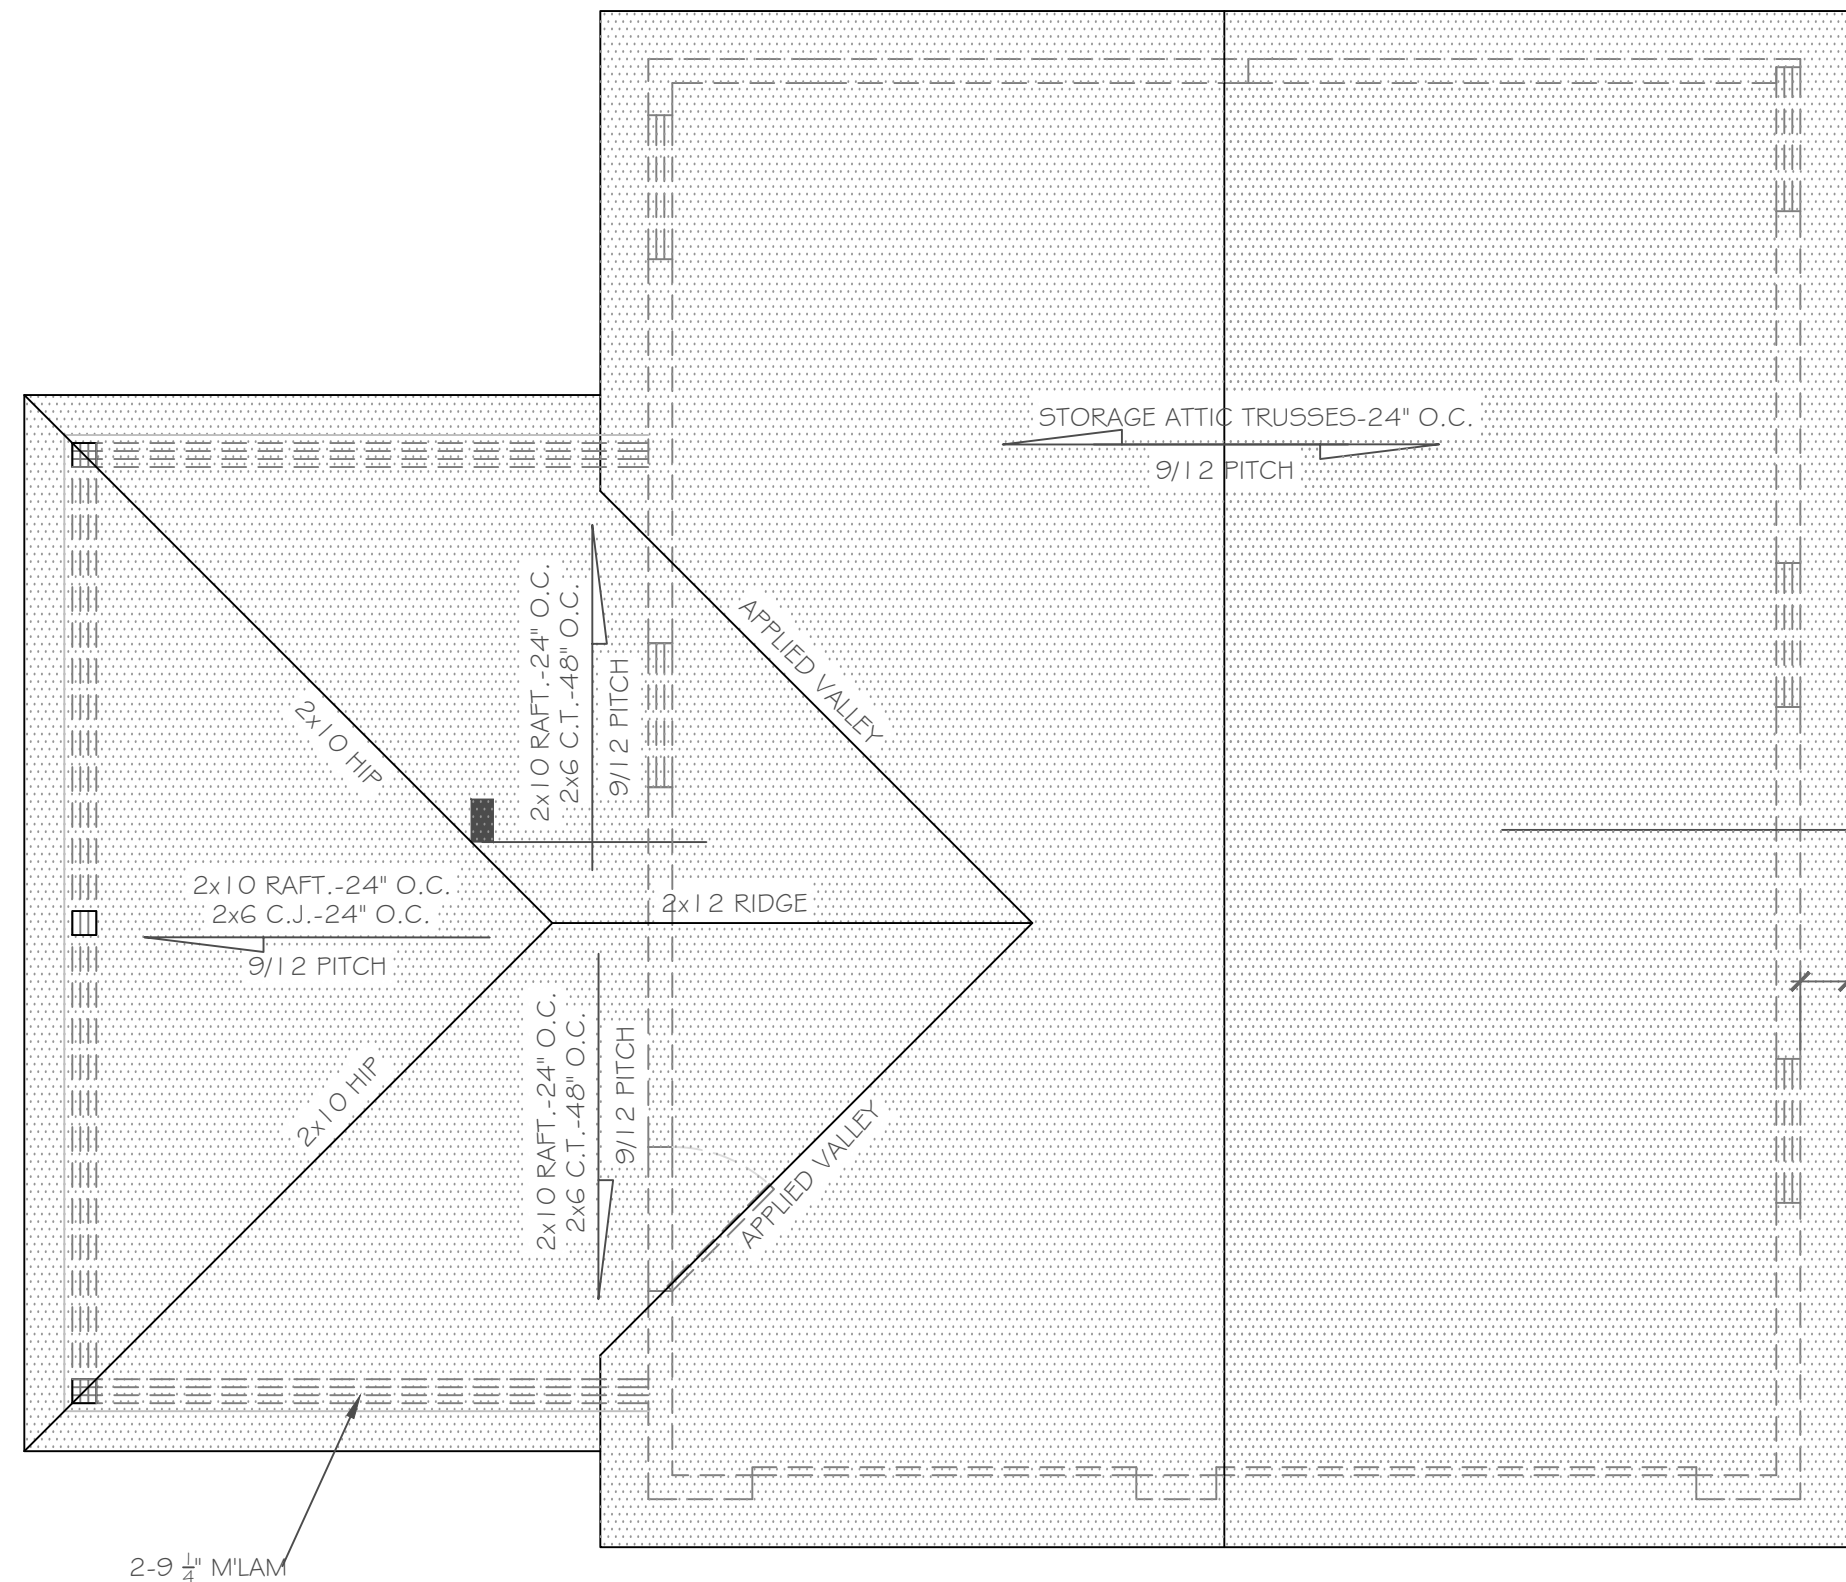 STORAGE ATTIC TRUSSES-24" O.C.
9/12 PITCH
2x10 RAFT.-24" O.C.
2x6 C.T.-48" O.C.
9/12 PITCH
APPLIED VALLEY
2x10 HIP
2x10 RAFT.-24" O.C.
2x6 C.J.-24" O.C.
9/12 PITCH
2x12 RIDGE
2x10 RAFT.-24" O.C.
2x6 C.T.-48" O.C.
9/12 PITCH
2x10 HIP
APPLIED VALLEY
2-9 1/4" M'LAM